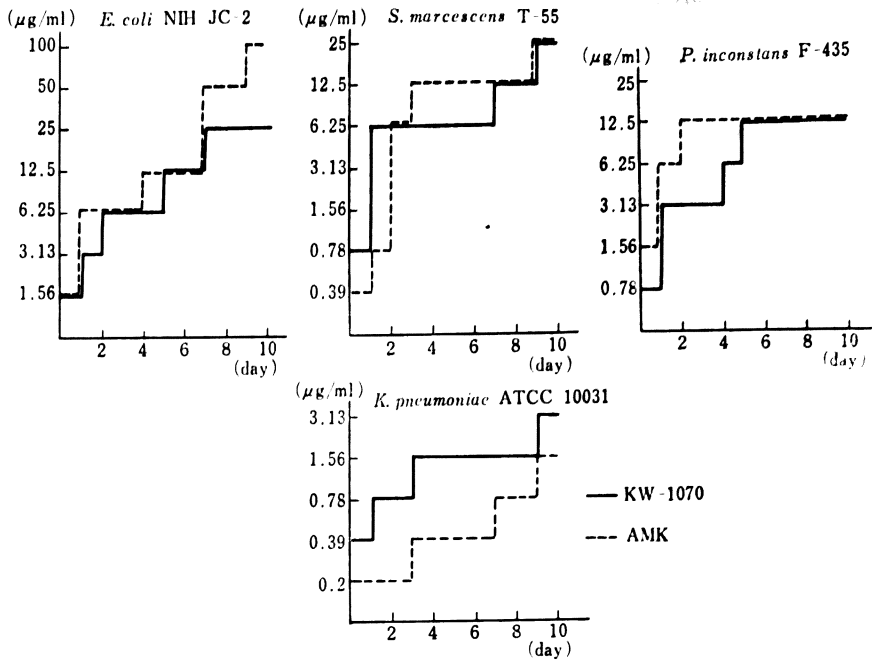 (μg/ml) E. coli NIH JC-2
100
50
25
12.5
6.25
3.13
1.56
2 4 6 8 10
(day)
(μg/ml) S. marcescens T-55
25
12.5
6.25
3.13
1.56
0.78
0.39
2 4 6 8 10
(day)
(μg/ml) P. inconstans F-435
25
12.5
6.25
3.13
1.56
0.78
2 4 6 8 10
(day)
(μg/ml) K. pneumoniae ATCC 10031
3.13
1.56
0.78
0.39
0.2
2 4 6 8 10
(day)
KW-1070
AMK